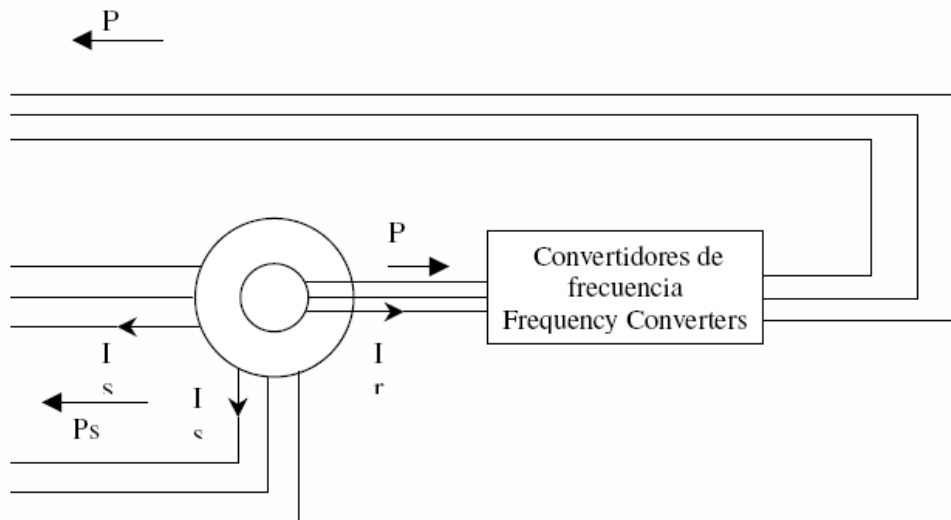 P
P
Convertidores de
frecuencia
Frequency Converters
I
s
I
r
I
s
Ps